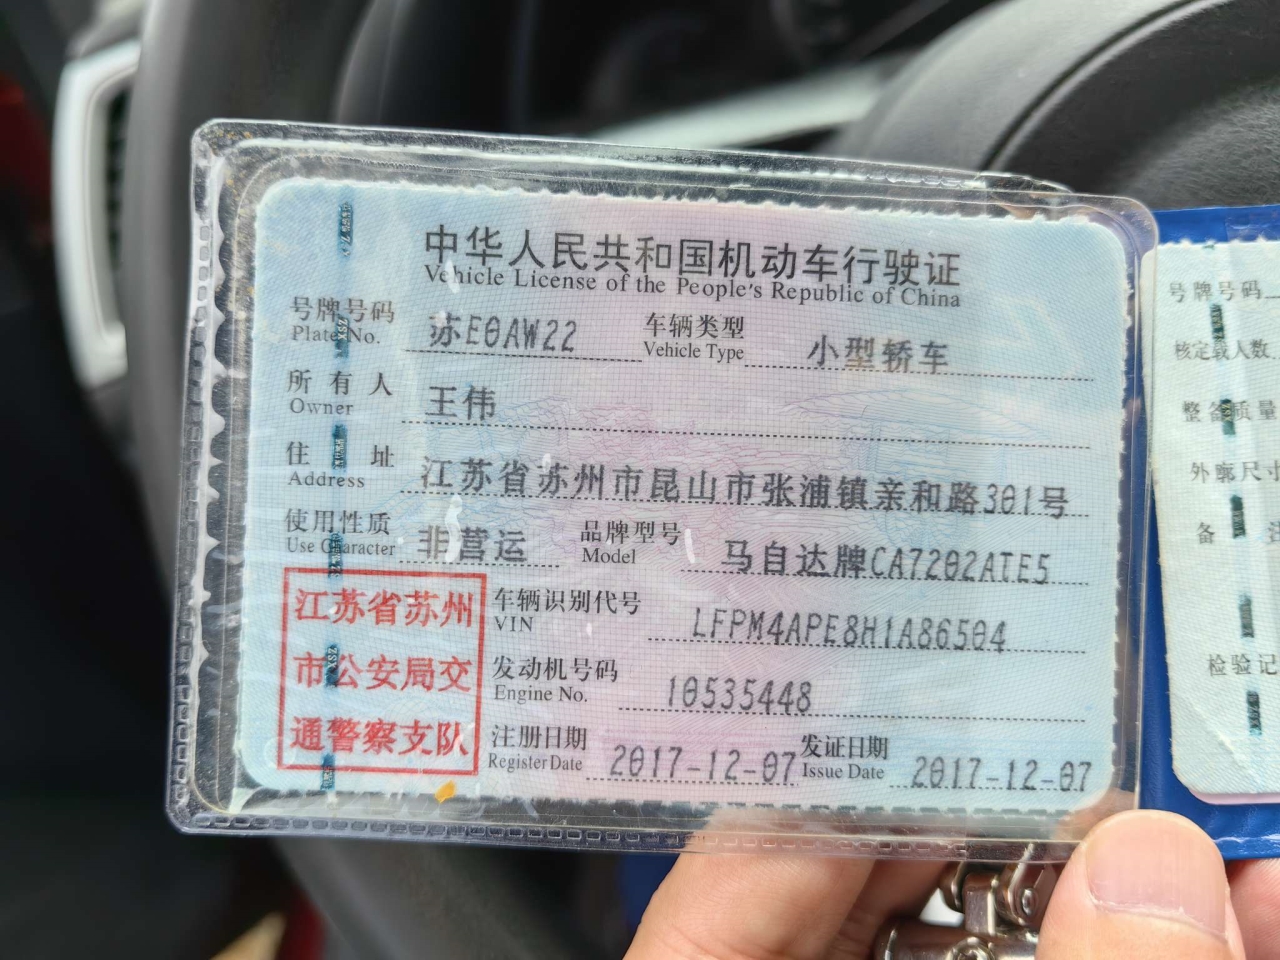 中华人民共和国机动车行驶证
Vehicle License of the People's Republic of China
号牌号码 苏E0AW22 车辆类型 小型轿车
Plate No. Vehicle Type
所有人 王伟
Owner
住址 江苏省苏州市昆山市张浦镇亲和路301号
Address
使用性质 非营运 品牌型号 马自达牌CA7202ATE5
Use Character Model
江苏省苏州
市公安局交
通警察支队
车辆识别代号 LFPM4APE8H1A86504
VIN
发动机号码 10535448
Engine No.
注册日期 2017-12-07 发证日期 2017-12-07
Register Date Issue Date
号牌号码
核定载人数
整备质量
外廓尺寸
备注
检验记